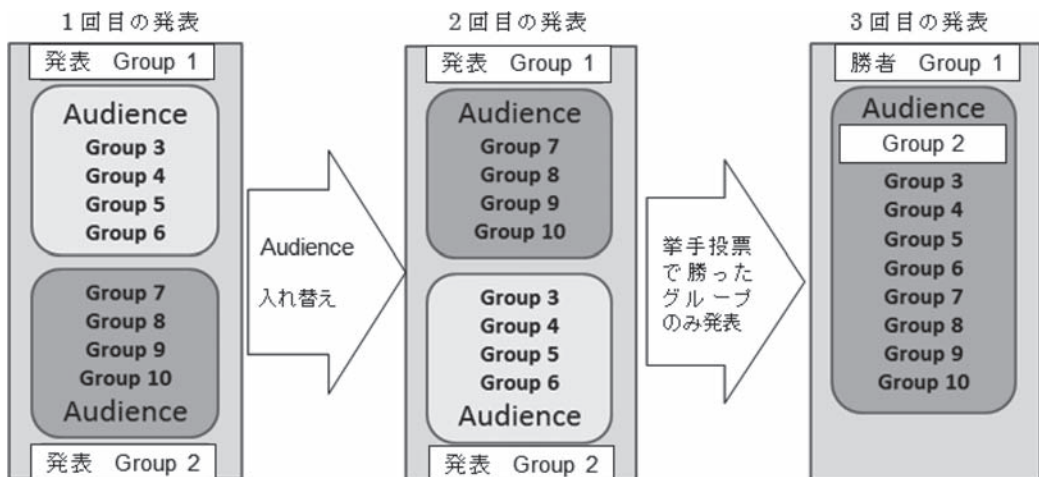 1回目の発表
発表 Group 1
Audience
Group 3
Group 4
Group 5
Group 6
Group 7
Group 8
Group 9
Group 10
Audience
発表 Group 2
Audience
入れ替え
2回目の発表
発表 Group 1
Audience
Group 7
Group 8
Group 9
Group 10
Group 3
Group 4
Group 5
Group 6
Audience
発表 Group 2
挙手投票
で勝った
グループ
のみ発表
3回目の発表
勝者 Group 1
Audience
Group 2
Group 3
Group 4
Group 5
Group 6
Group 7
Group 8
Group 9
Group 10